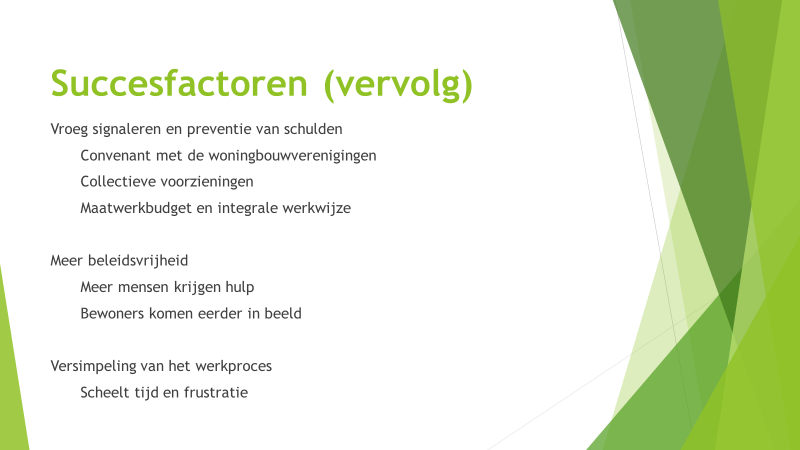 Succesfactoren (vervolg)
Vroeg signaleren en preventie van schulden
Convenant met de woningbouwverenigingen
Collectieve voorzieningen
Maatwerkbudget en integrale werkwijze
Meer beleidsvrijheid
Meer mensen krijgen hulp
Bewoners komen eerder in beeld
Versimpeling van het werkproces
Scheelt tijd en frustratie